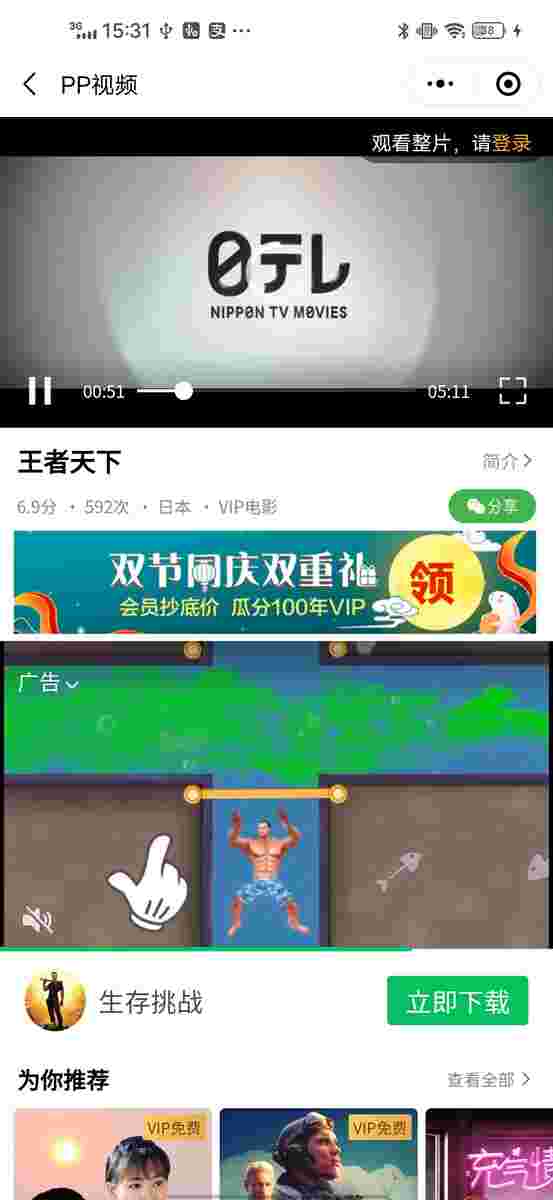 3G 15:31
PP视频
观看整片，请登录
日テレ
NIPPON TV MOVIES
00:51
05:11
王者天下
简介
6.9分 · 592次 · 日本 · VIP电影
分享
双节同庆双重礼
会员抄底价 瓜分100年VIP
领
广告
生存挑战
立即下载
为你推荐
查看全部
VIP免费
VIP免费